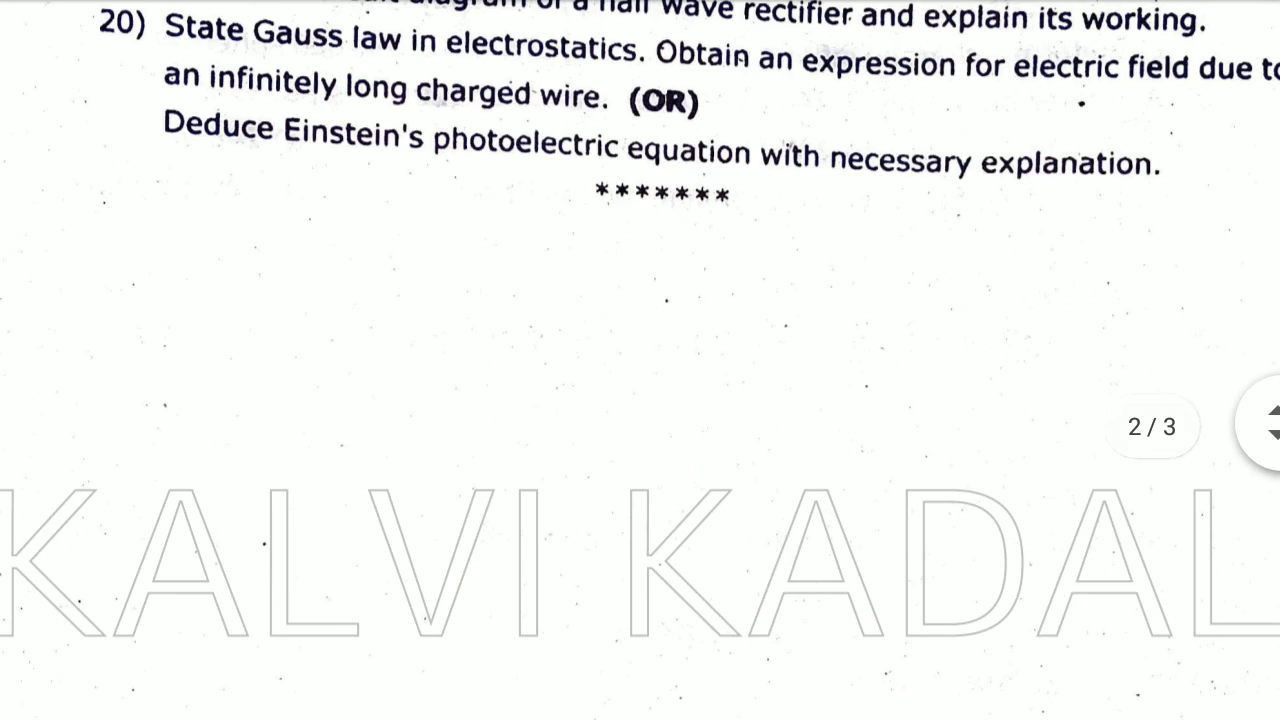 diagram of a half wave rectifier and explain its working.
20) State Gauss law in electrostatics. Obtain an expression for electric field due to
an infinitely long charged wire. (OR)
Deduce Einstein's photoelectric equation with necessary explanation.
*******
2 / 3
KALVI KADAL